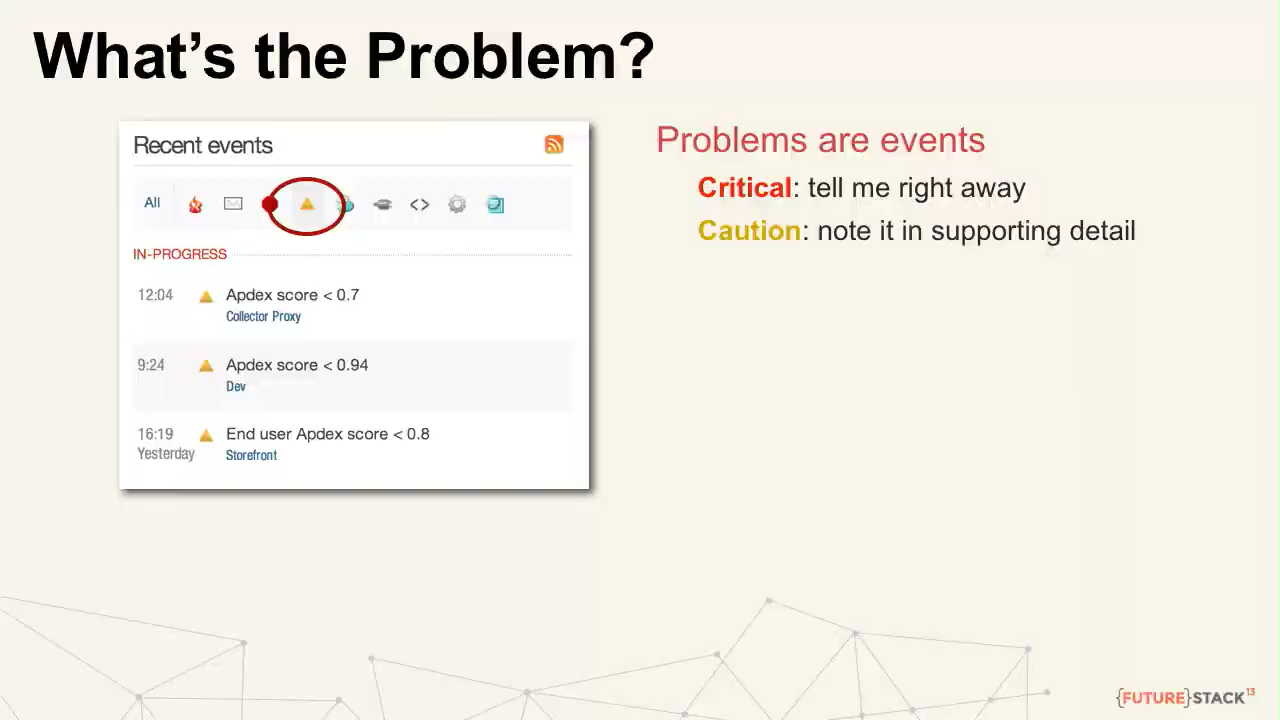 What's the Problem?
Recent events
All
IN-PROGRESS
12:04 Apdex score < 0.7
Collector Proxy
9:24 Apdex score < 0.94
Dev
16:19 End user Apdex score < 0.8
Yesterday Storefront
Problems are events
Critical: tell me right away
Caution: note it in supporting detail
{FUTURE}STACK13